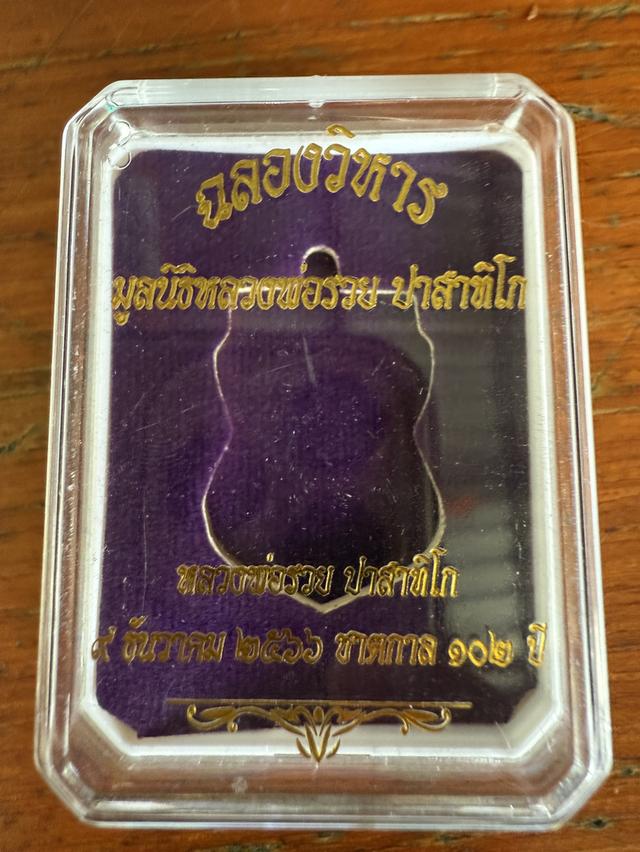 ฉลองวิหาร
มูลนิธิหลวงพ่อรวย ปาสาทิโก
หลวงพ่อรวย ปาสาทิโก
๙ ธันวาคม ๒๕๖๖ ชาตกาล ๑๐๒ ปี